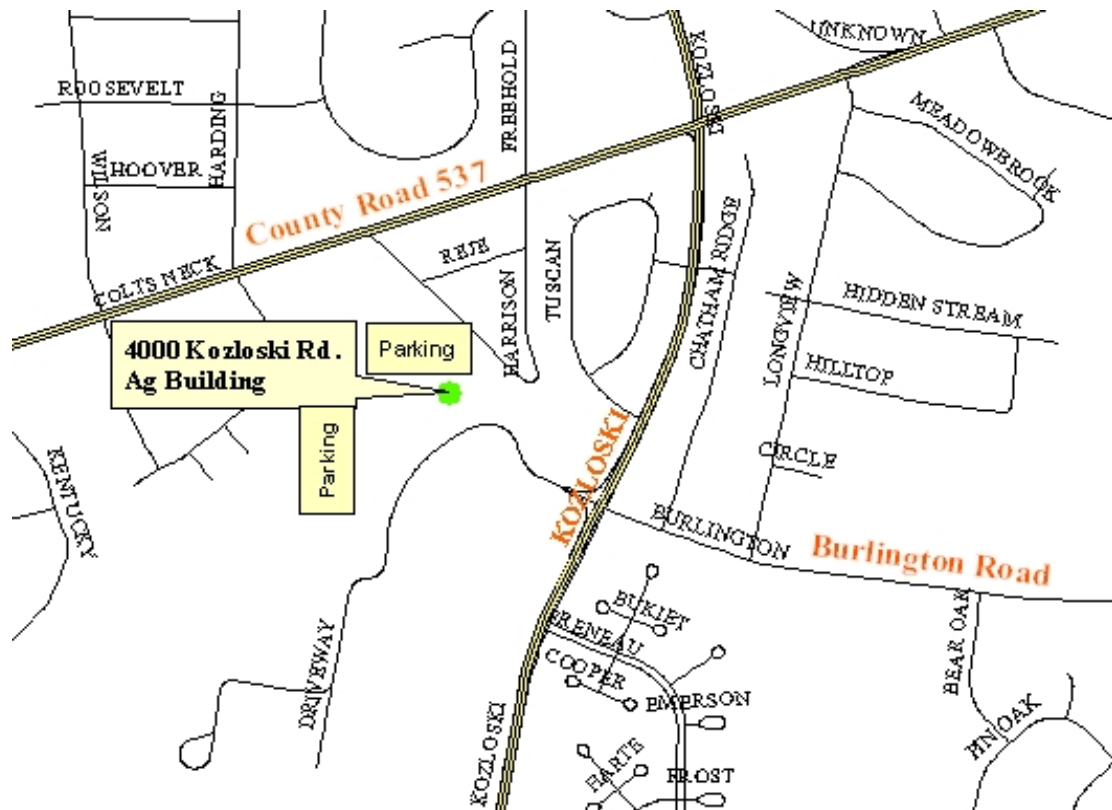 UNKNOWN
KOZLOSKI
ROOSEVELT
HARDING
FREEHOLD
MEADOWBROOK
HOOVER
WILSON
County Road 537
REJE
TUSCAN
CHATHAM RIDGE
COLTS NECK
HARRISON
LONGVIEW
HIDDEN STREAM
4000 Kozloski Rd.
Ag Building
Parking
HILLTOP
Parking
KENTUCKY
KOZLOSKI
CIRCLE
BURLINGTON
Burlington Road
BUKIET
FRENEAU
BEAR OAK
COOPER
DRIVEWAY
EMERSON
PIN OAK
KOZLOSKI
HARTE
FROST